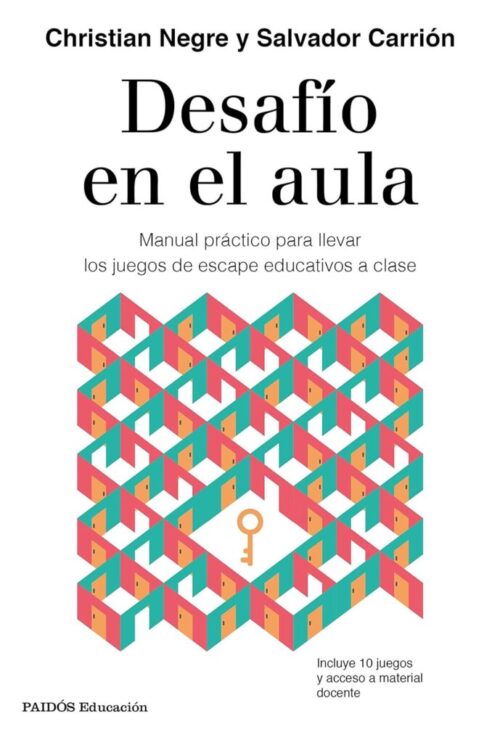 Christian Negre y Salvador Carrión
Desafío
en el aula
Manual práctico para llevar
los juegos de escape educativos a clase
Incluye 10 juegos
y acceso a material
docente
PAIDÓS Educación